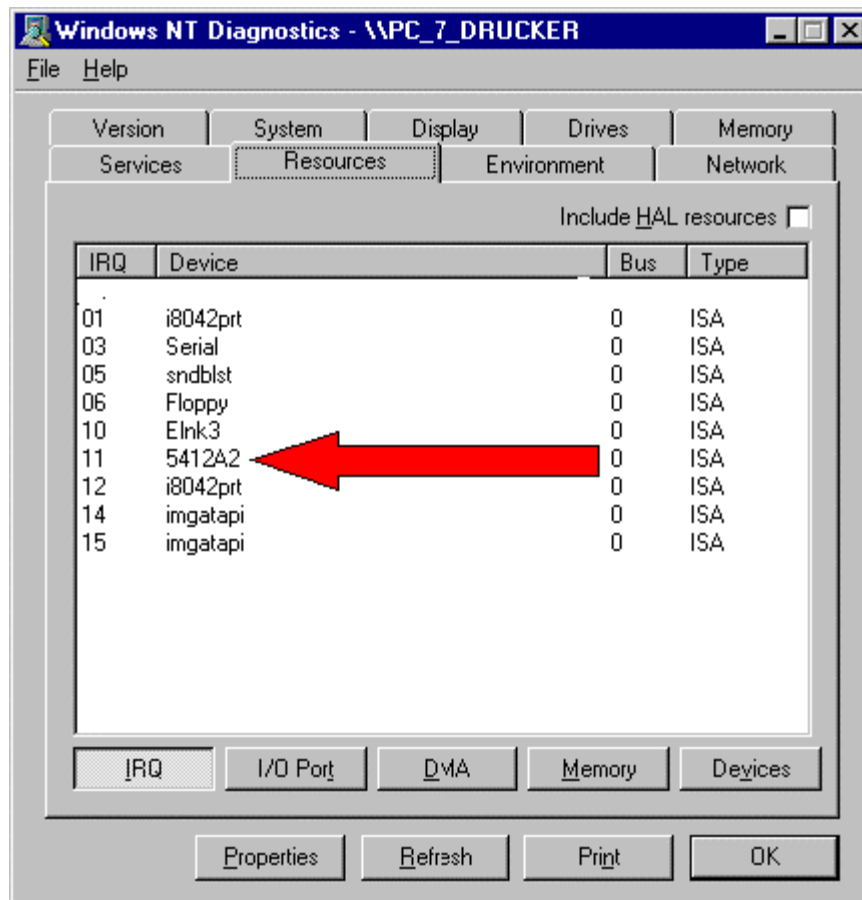 Windows NT Diagnostics - \\PC_7_DRUCKER
File Help
Version System Display Drives Memory
Services Resources Environment Network
Include HAL resources
IRQ Device Bus Type
01 i8042prt 0 ISA
03 Serial 0 ISA
05 sndblst 0 ISA
06 Floppy 0 ISA
10 Elnk3 0 ISA
11 5412A2 0 ISA
12 i8042prt 0 ISA
14 imgatapi 0 ISA
15 imgatapi 0 ISA
IRQ I/O Port DMA Memory Devices
Properties Refresh Print OK